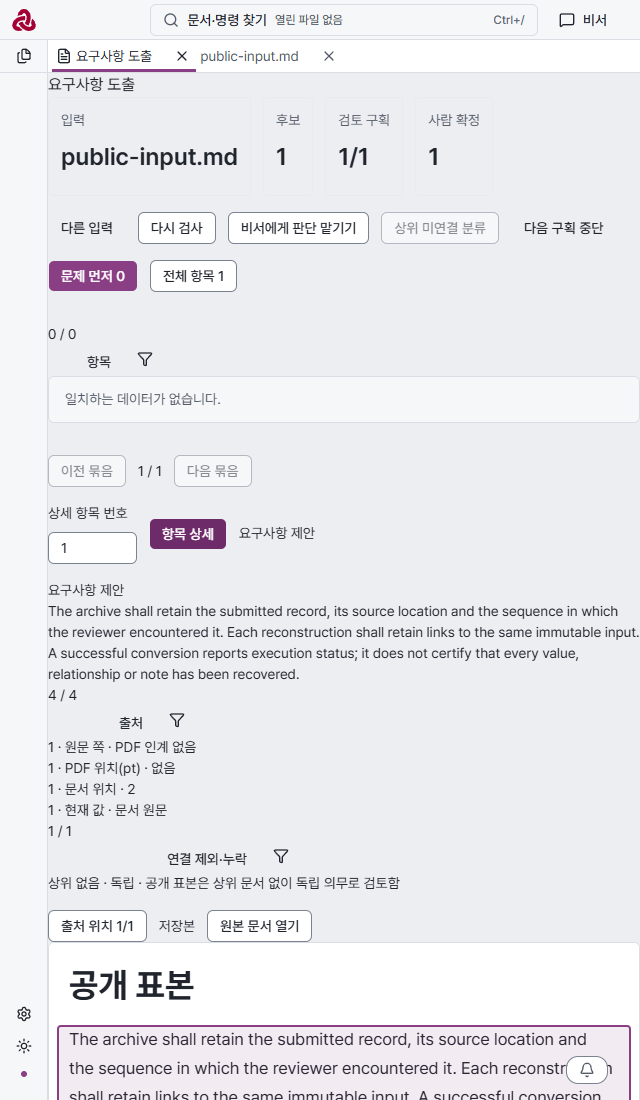 문서·명령 찾기 열린 파일 없음 Ctrl+/ 비서
요구사항 도출 public-input.md
요구사항 도출
입력 후보 검토 구획 사람 확정
public-input.md 1 1/1 1
다른 입력 다시 검사 비서에게 판단 맡기기 상위 미연결 분류 다음 구획 중단
문제 먼저 0 전체 항목 1
0 / 0
항목
일치하는 데이터가 없습니다.
이전 묶음 1 / 1 다음 묶음
상세 항목 번호
1 항목 상세 요구사항 제안
요구사항 제안
The archive shall retain the submitted record, its source location and the sequence in which
the reviewer encountered it. Each reconstruction shall retain links to the same immutable input.
A successful conversion reports execution status; it does not certify that every value,
relationship or note has been recovered.
4 / 4
출처
1 · 원문 쪽 · PDF 인계 없음
1 · PDF 위치(pt) · 없음
1 · 문서 위치 · 2
1 · 현재 값 · 문서 원문
1 / 1
연결 제외·누락
상위 없음 · 독립 · 공개 표본은 상위 문서 없이 독립 의무로 검토함
출처 위치 1/1 저장본 원본 문서 열기
공개 표본
The archive shall retain the submitted record, its source location and
the sequence in which the reviewer encountered it. Each
shall retain links to the same immutable input. A successful conversion